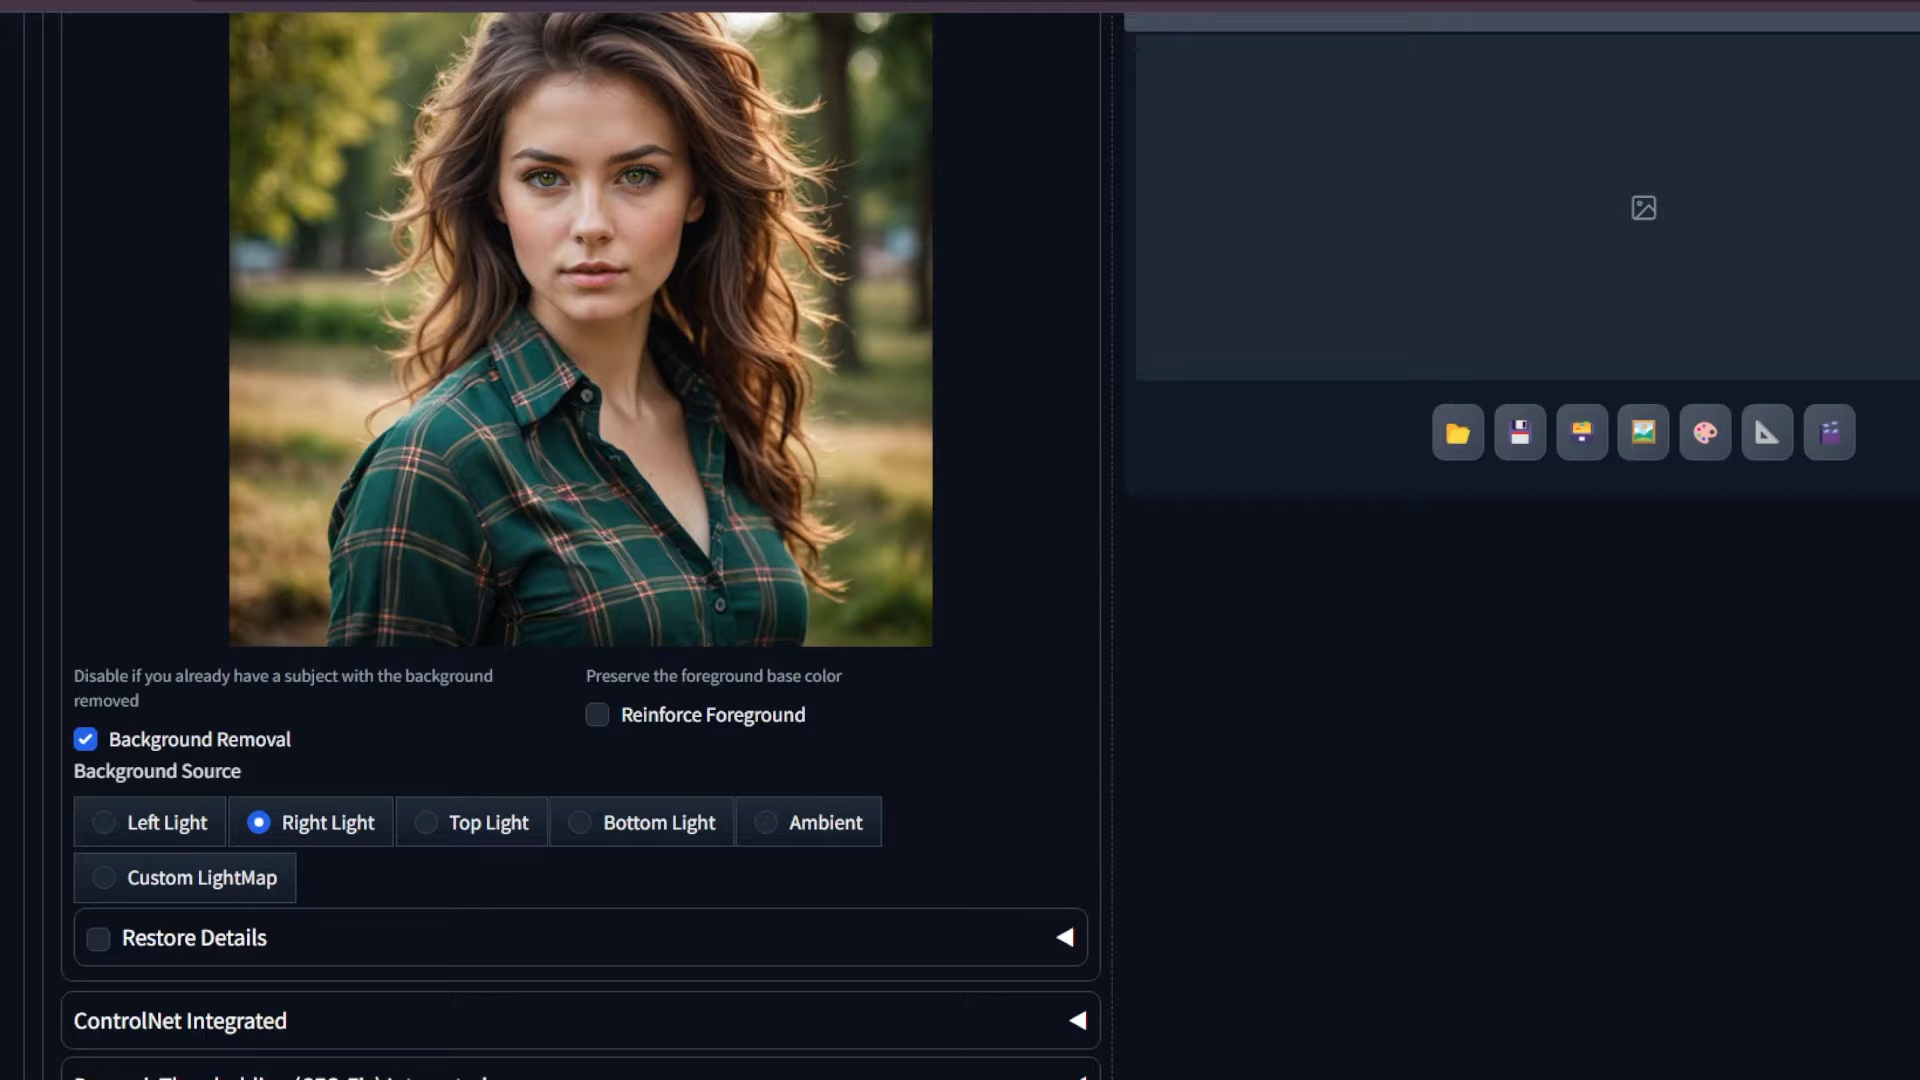 Disable if you already have a subject with the background
removed
Preserve the foreground base color
Reinforce Foreground
Background Removal
Background Source
Left Light
Right Light
Top Light
Bottom Light
Ambient
Custom LightMap
Restore Details
ControlNet Integrated